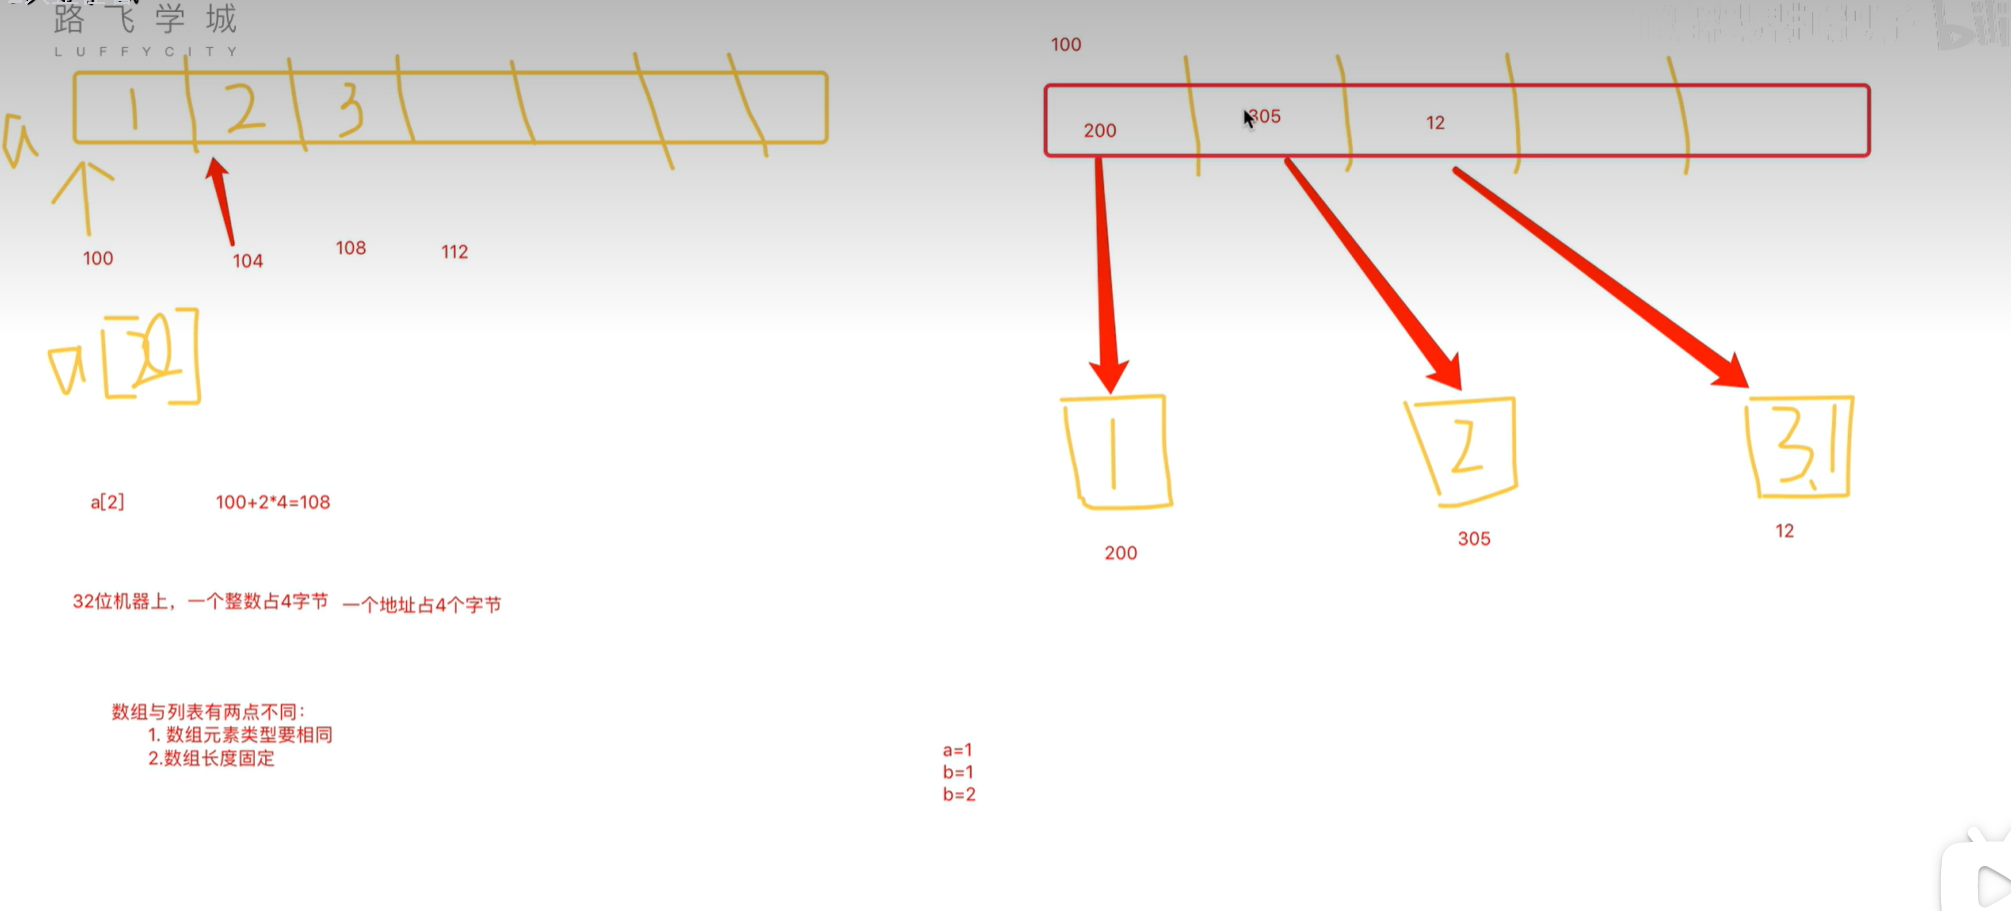 路飞学城
LUFFYCITY
a
1 2 3
100
104
108
112
a[2]
100+2*4=108
32位机器上，一个整数占4字节
一个地址占4个字节
数组与列表有两点不同：
1. 数组元素类型要相同
2.数组长度固定
100
200
305
12
1
2
3.1
200
305
12
a=1
b=1
b=2